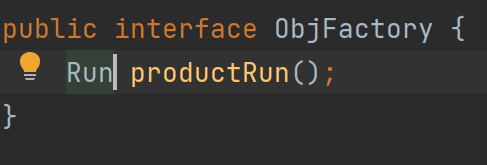 public interface ObjFactory {
Run productRun();
}